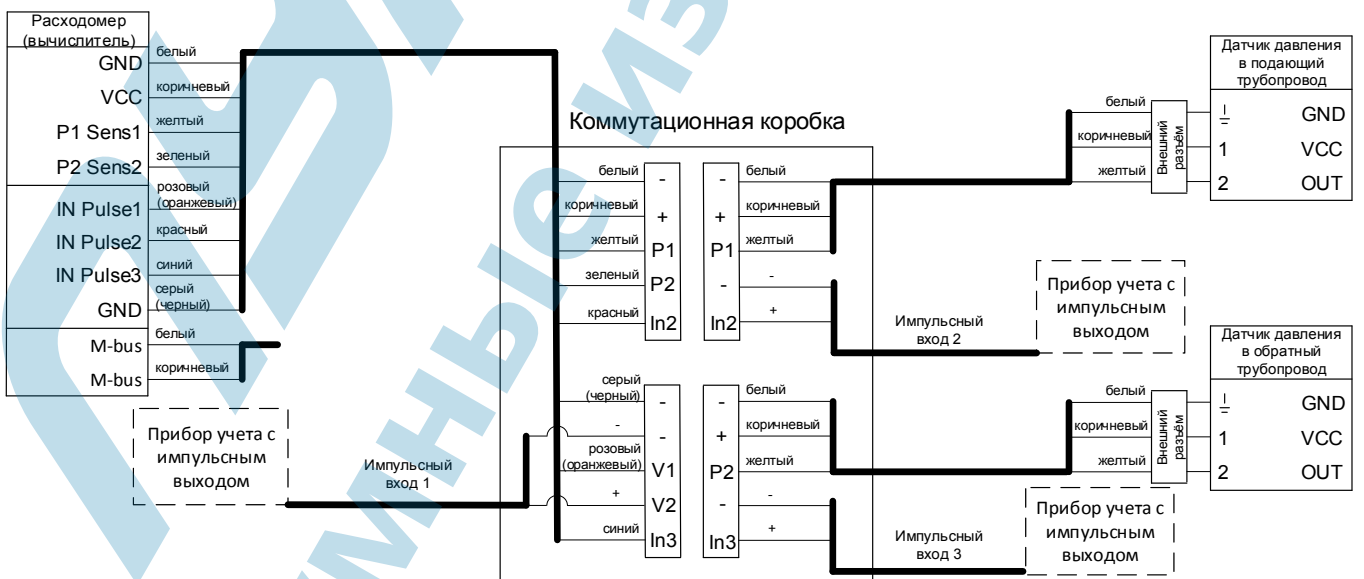 Расходомер
(вычислитель)
GND
белый
VCC
коричневый
P1 Sens1
желтый
P2 Sens2
зеленый
IN Pulse1
розовый
(оранжевый)
IN Pulse2
красный
IN Pulse3
синий
GND
серый
(черный)
M-bus
белый
M-bus
коричневый
Прибор учета с
импульсным
выходом
Импульсный
вход 1
Коммутационная коробка
белый
-
коричневый
+
желтый
P1
зеленый
P2
красный
In2
-
белый
+
коричневый
P1
желтый
-
-
In2
+
серый
(черный)
-
-
-
розовый
(оранжевый)
V1
+
V2
синий
In3
-
белый
+
коричневый
P2
желтый
-
-
In3
+
Импульсный
вход 2
Прибор учета с
импульсным
выходом
Импульсный
вход 3
Прибор учета с
импульсным
выходом
Датчик давления
в подающий
трубопровод
белый
коричневый
желтый
Внешний
разъём
GND
1 VCC
2 OUT
Датчик давления
в обратный
трубопровод
белый
коричневый
желтый
Внешний
разъём
GND
1 VCC
2 OUT